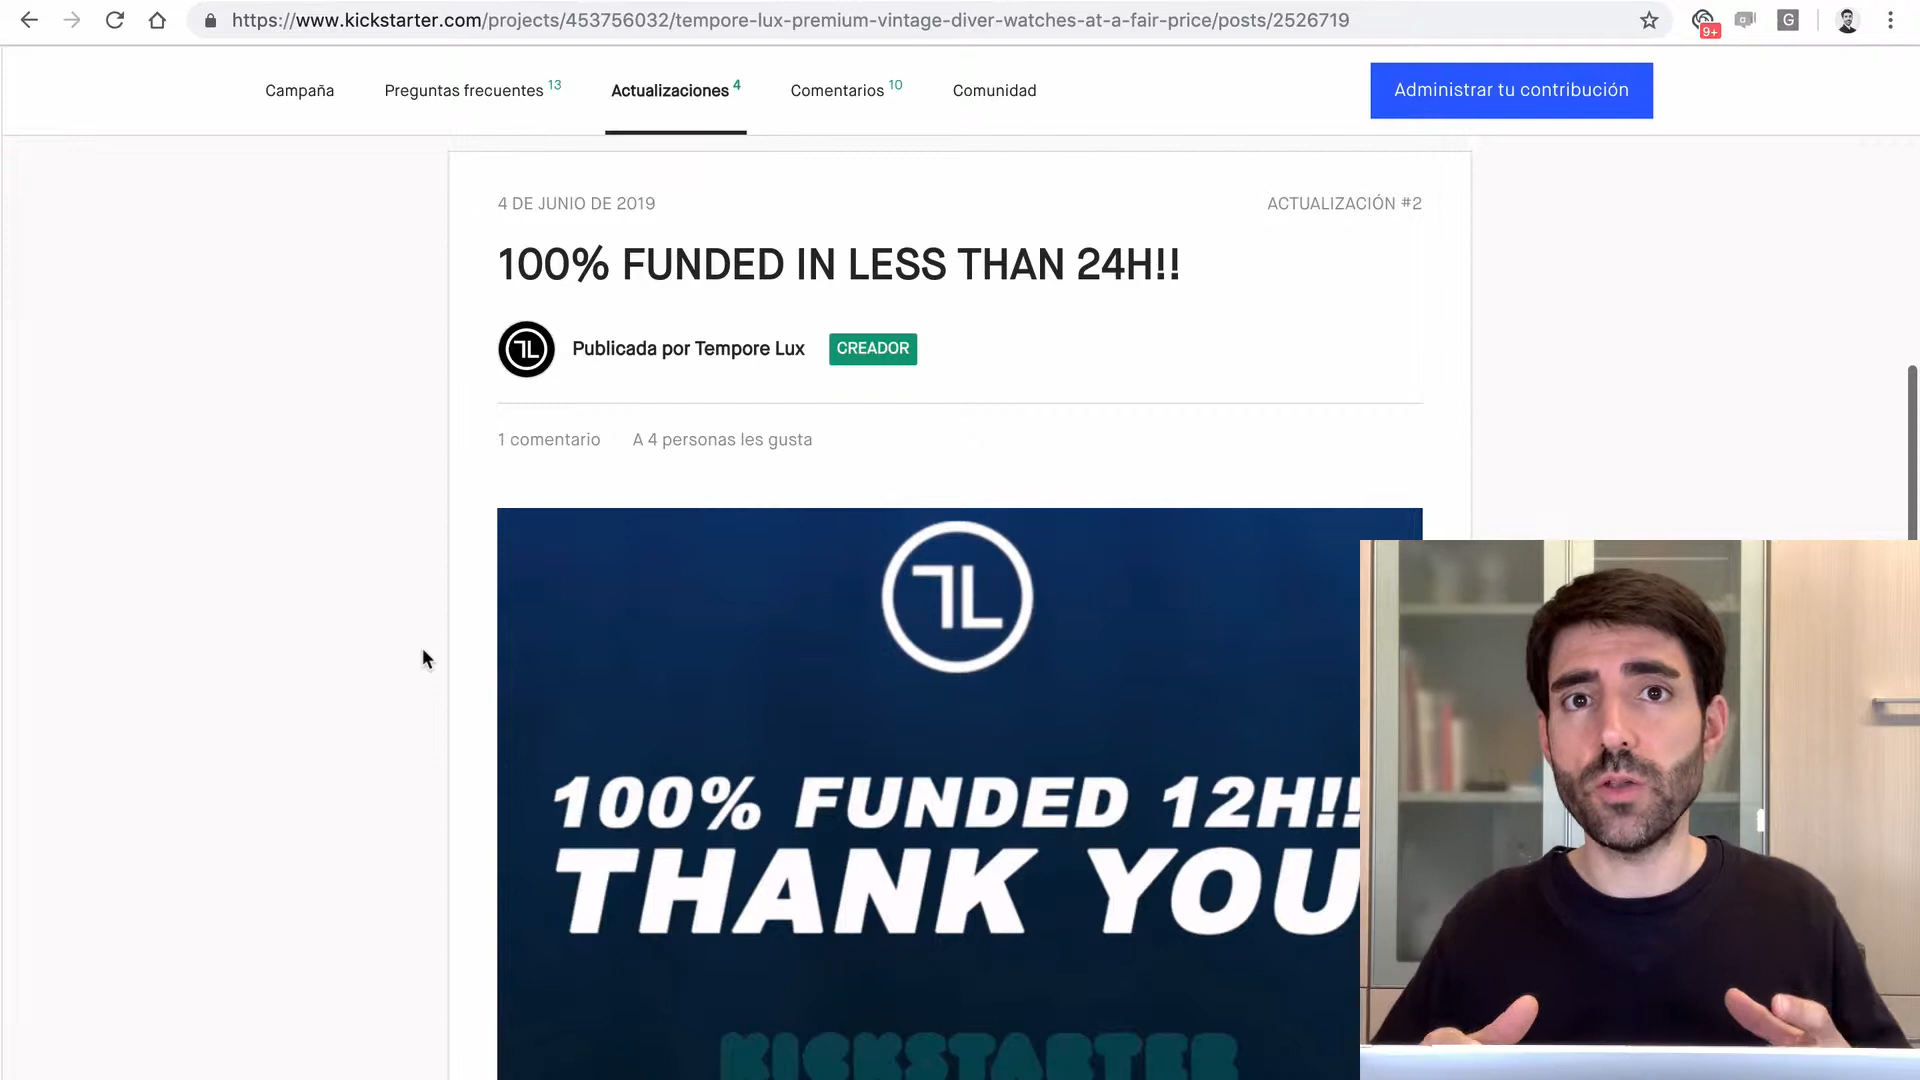 https://www.kickstarter.com/projects/453756032/tempore-lux-premium-vintage-diver-watches-at-a-fair-price/posts/2526719
9+
G
Campaña
Preguntas frecuentes 13
Actualizaciones 4
Comentarios 10
Comunidad
Administrar tu contribución
4 DE JUNIO DE 2019
ACTUALIZACIÓN #2
100% FUNDED IN LESS THAN 24H!!
TL
Publicada por Tempore Lux
CREADOR
1 comentario
A 4 personas les gusta
TL
100% FUNDED 12H!!
THANK YOU
KICKSTARTER